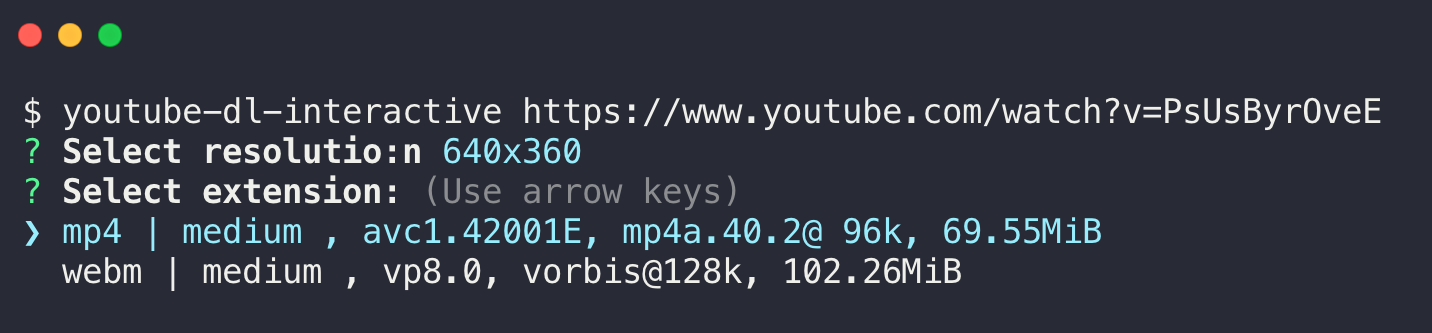 $ youtube-dl-interactive https://www.youtube.com/watch?v=PsUsByrOveE
? Select resolutio:n 640x360
? Select extension: (Use arrow keys)
❯ mp4 | medium , avc1.42001E, mp4a.40.2@ 96k, 69.55MiB
webm | medium , vp8.0, vorbis@128k, 102.26MiB